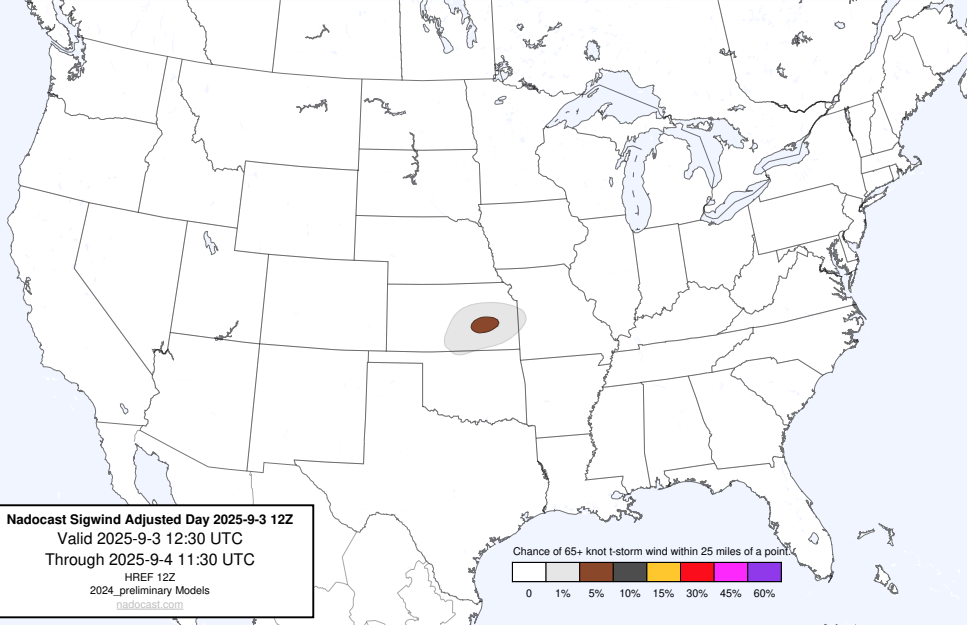 Nadocast Sigwind Adjusted Day 2025-9-3 12Z
Valid 2025-9-3 12:30 UTC
Through 2025-9-4 11:30 UTC
HREF 12Z
2024_preliminary Models
nadocast.com
Chance of 65+ knot t-storm wind within 25 miles of a point.
0 1% 5% 10% 15% 30% 45% 60%